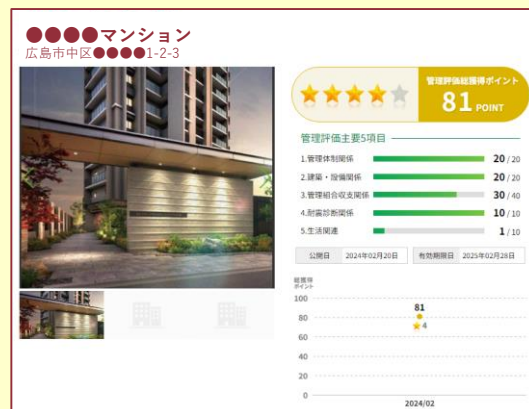 ●●●●マンション
広島市中区●●●●1-2-3
管理評価総獲得ポイント
81 POINT
管理評価主要5項目
1.管理体制関係 20 / 20
2.建築・設備関係 20 / 20
3.管理組合収支関係 30 / 40
4.耐震診断関係 10 / 10
5.生活関連 1 / 10
公開日 2024年02月20日 有効期限日 2025年02月28日
総獲得
ポイント
100
81
80
4
60
40
20
0
2024/02